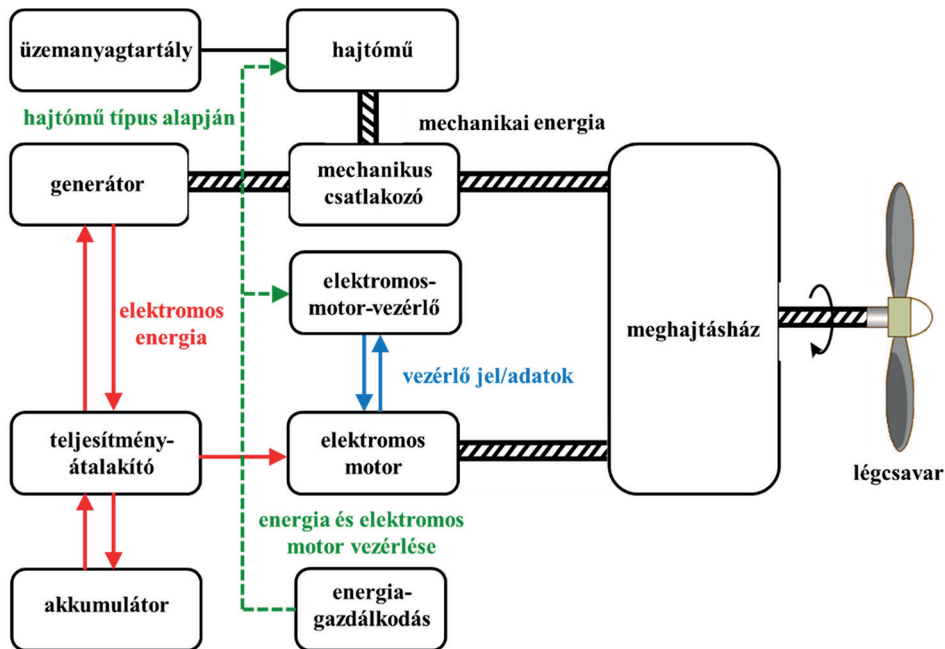 üzemanyagtartály
hajtómű
hajtómű típus alapján
mechanikai energia
generátor
mechanikus
csatlakozó
elektromos
energia
elektromos-
motor-vezérlő
meghajtásház
vezérlő jel/adatok
teljesítmény-
átalakító
elektromos
motor
légcsavar
energia és elektromos
motor vezérlése
akkumulátor
energia-
gazdálkodás